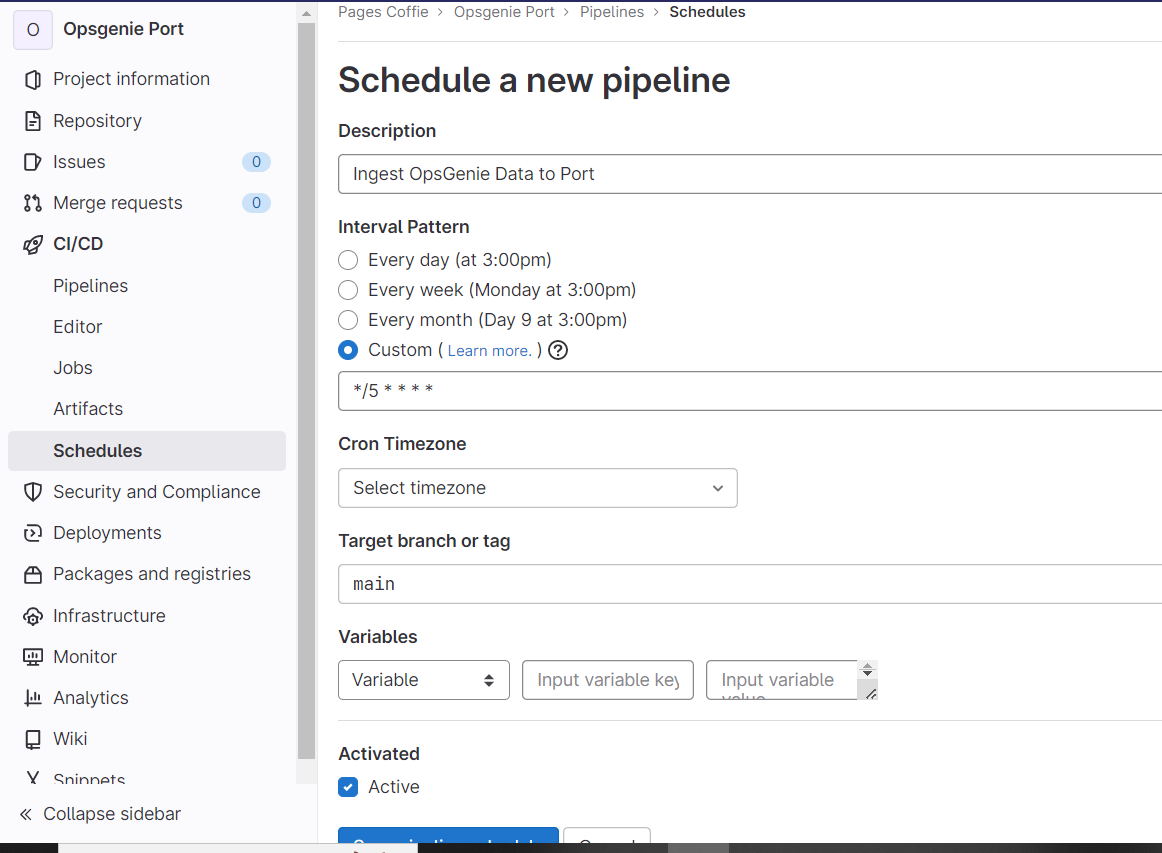 O
Opsgenie Port
Project information
Repository
Issues 0
Merge requests 0
CI/CD
Pipelines
Editor
Jobs
Artifacts
Schedules
Security and Compliance
Deployments
Packages and registries
Infrastructure
Monitor
Analytics
Wiki
Snippets
Collapse sidebar
Pages Coffie › Opsgenie Port › Pipelines › Schedules
Schedule a new pipeline
Description
Ingest OpsGenie Data to Port
Interval Pattern
Every day (at 3:00pm)
Every week (Monday at 3:00pm)
Every month (Day 9 at 3:00pm)
Custom ( Learn more. ) ?
*/5 * * * *
Cron Timezone
Select timezone
Target branch or tag
main
Variables
Variable
Input variable key
Input variable
value
Activated
Active